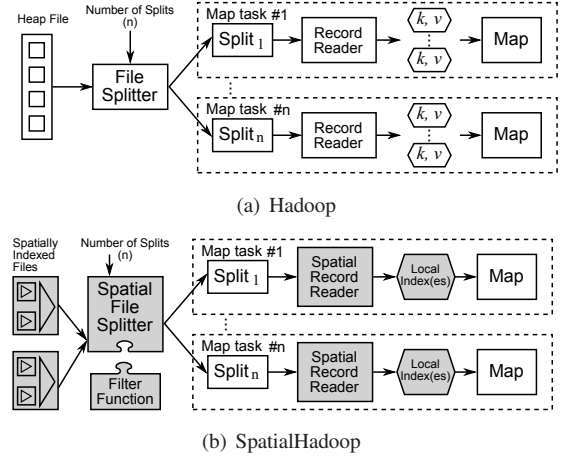 Heap File
Number of Splits
(n)
File
Splitter
Map task #1
Split 1
Record
Reader
k, v
k, v
Map
Map task #n
Split n
Record
Reader
k, v
k, v
Map
(a) Hadoop
Spatially
Indexed
Files
Number of Splits
(n)
Spatial
File
Splitter
Filter
Function
Map task #1
Split 1
Spatial
Record
Reader
Local
Index(es)
Map
Map task #n
Split n
Spatial
Record
Reader
Local
Index(es)
Map
(b) SpatialHadoop